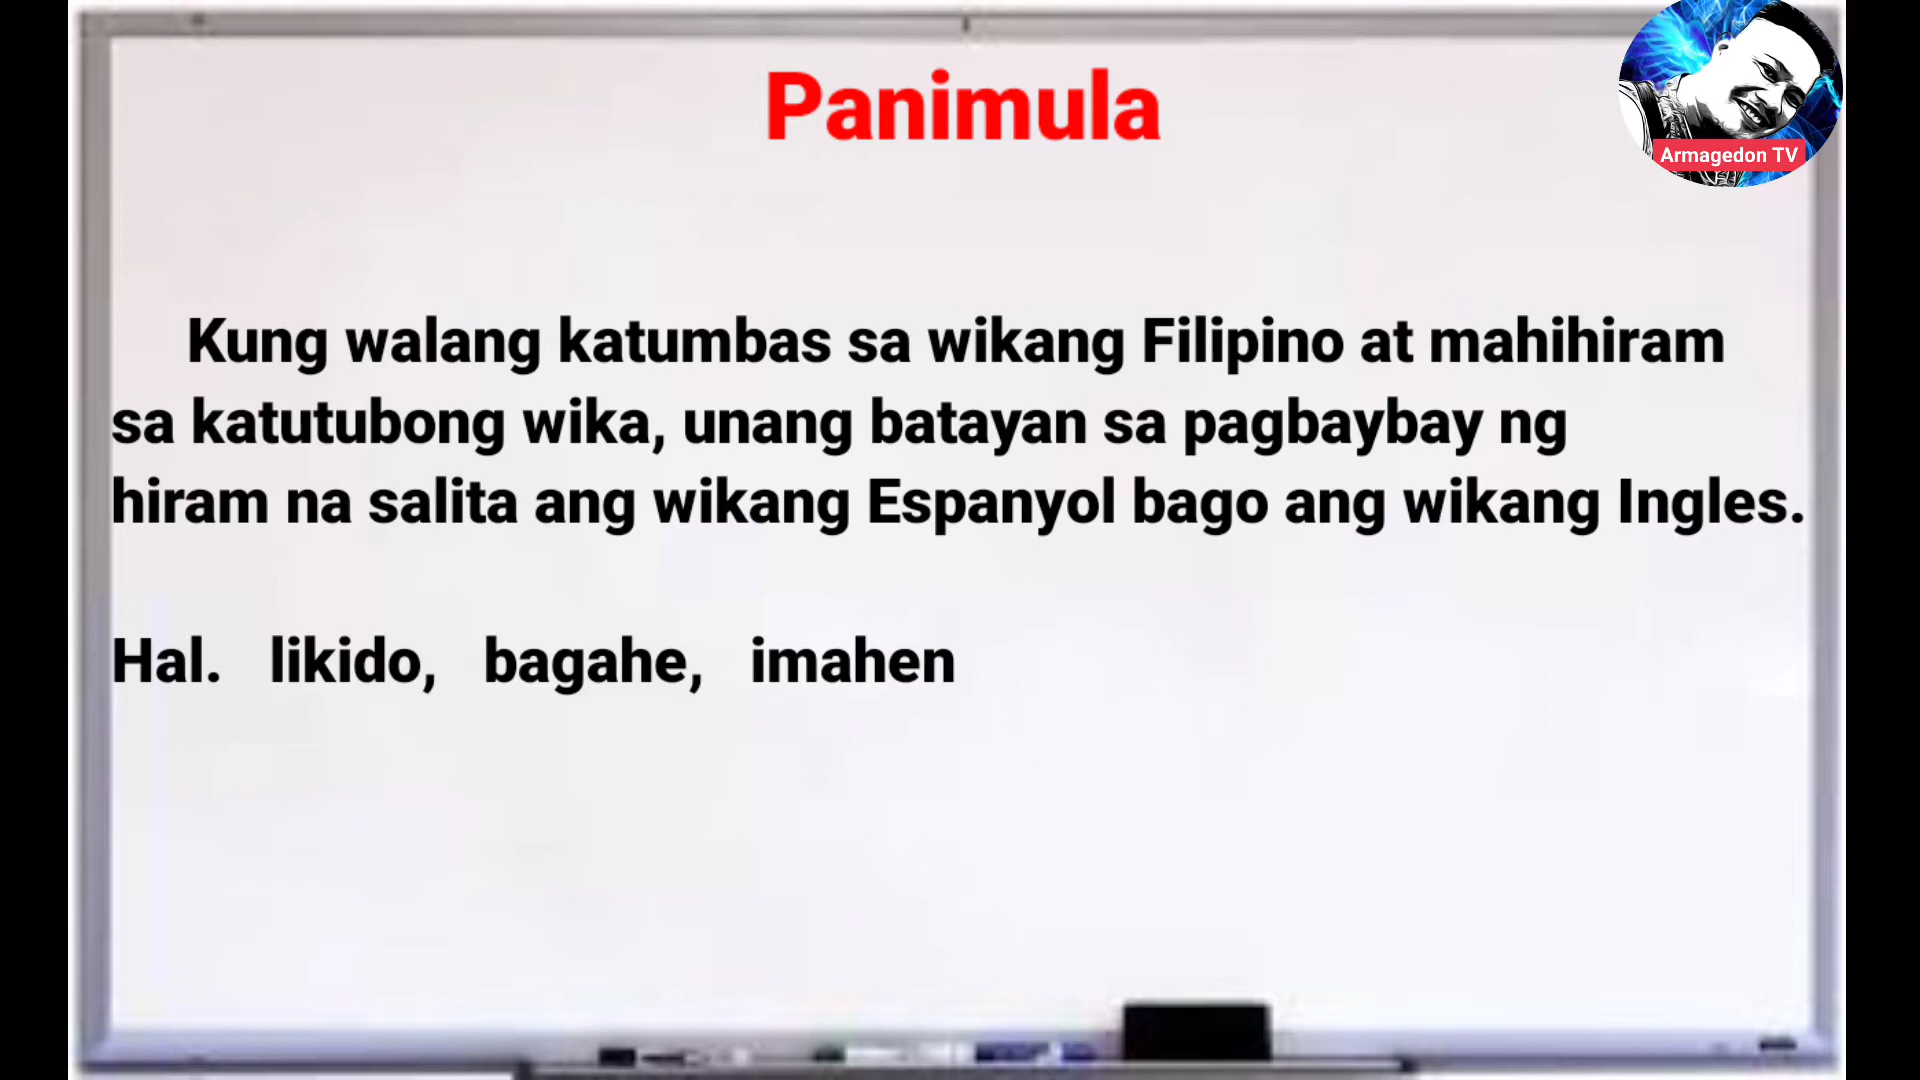 Panimula
Armagedon TV
Kung walang katumbas sa wikang Filipino at mahihiram
sa katutubong wika, unang batayan sa pagbaybay ng
hiram na salita ang wikang Espanyol bago ang wikang Ingles.
Hal. likido, bagahe, imahen